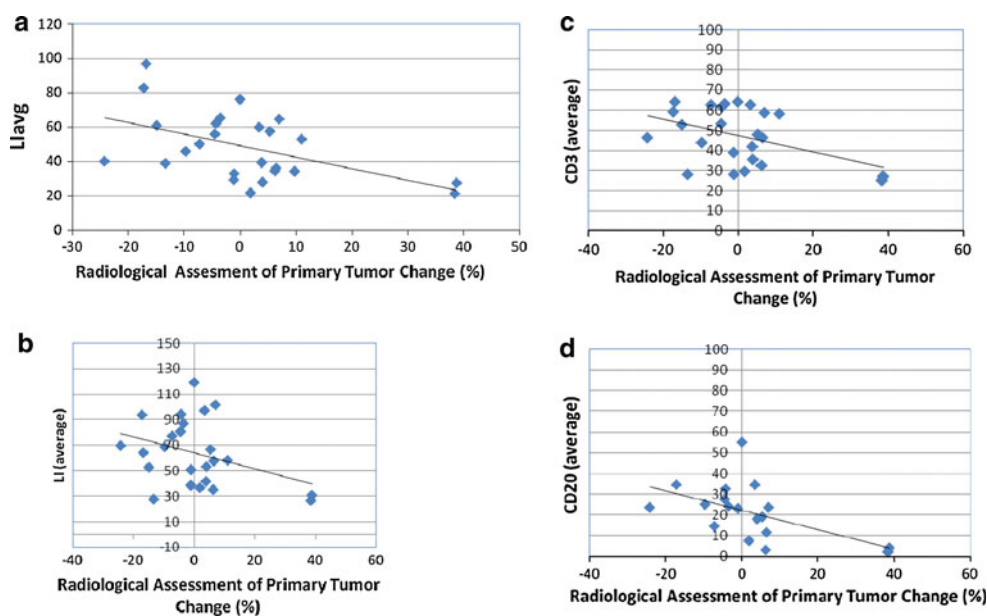 a
120
100
80
60
40
20
0
LIavg
-30 -20 -10 0 10 20 30 40 50
Radiological Assesment of Primary Tumor Change (%)
b
150
130
110
90
70
50
30
10
-10
LI (average)
-40 -20 0 20 40 60
Radiological Assessment of Primary Tumor
Change (%)
c
100
90
80
70
60
50
40
30
20
10
0
CD3 (average)
-40 -20 0 20 40 60
Radiological Assessment of Primary Tumor
Change (%)
d
100
90
80
70
60
50
40
30
20
10
0
CD20 (average)
-40 -20 0 20 40 60
Radiological Assessment of Primary Tumor Change (%)